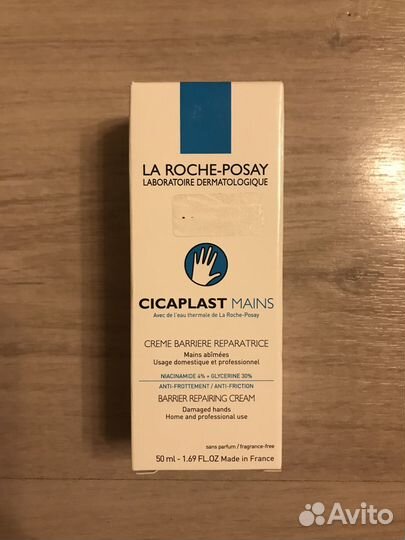 LA ROCHE-POSAY
LABORATOIRE DERMATOLOGIQUE
CICAPLAST MAINS
Avec de l'eau thermale de La Roche-Posay
CREME BARRIERE REPARATRICE
Mains abîmées
Usage domestique et professionnel
NIACINAMIDE 4% + GLYCERINE 30%
ANTI-FROTTEMENT / ANTI-FRICTION
BARRIER REPAIRING CREAM
Damaged hands
Home and professional use
sans parfum / fragrance-free
50 ml - 1.69 FL.OZ Made in France
Avito